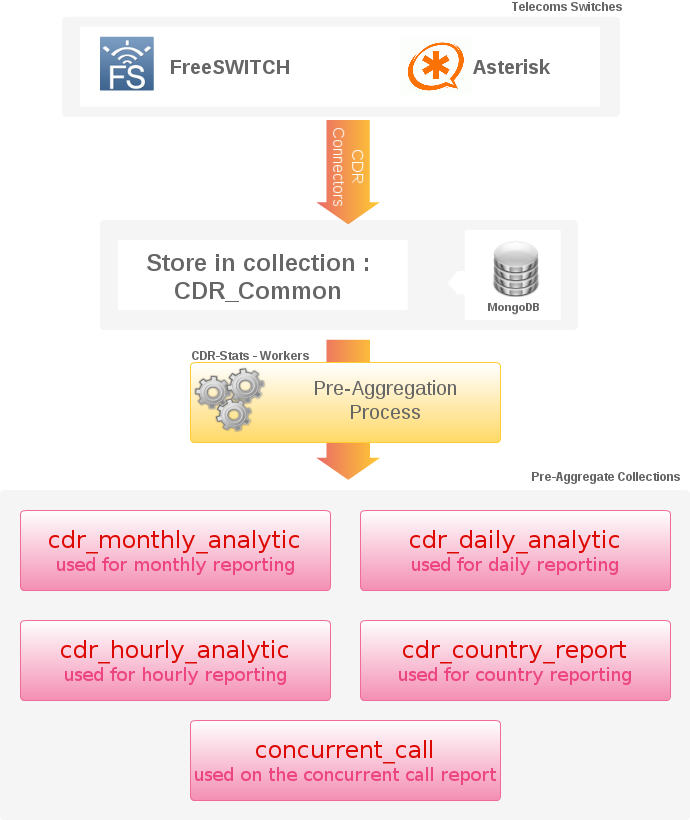 Telecoms Switches
FS
FreeSWITCH
Asterisk
CDR
Connectors
Store in collection :
CDR_Common
MongoDB
CDR-Stats - Workers
Pre-Aggregation
Process
Pre-Aggregate Collections
cdr_monthly_analytic
used for monthly reporting
cdr_daily_analytic
used for daily reporting
cdr_hourly_analytic
used for hourly reporting
cdr_country_report
used for country reporting
concurrent_call
used on the concurrent call report